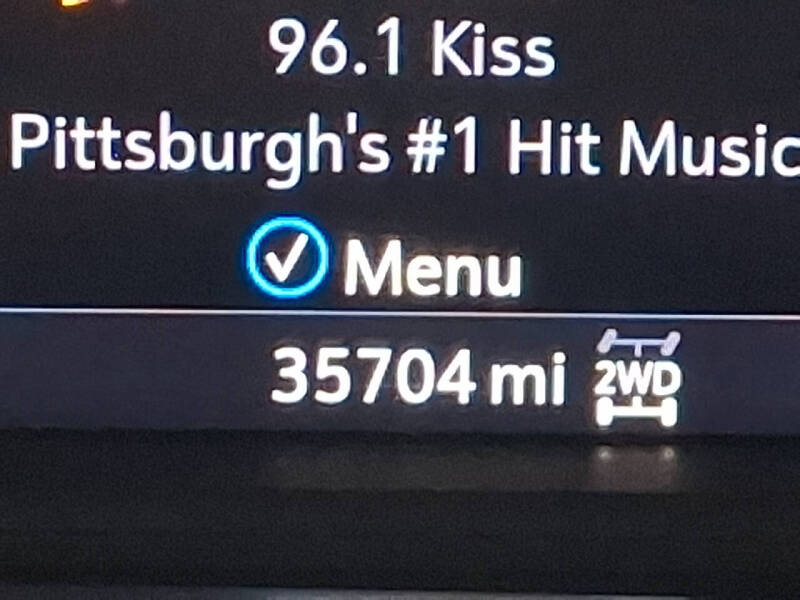 96.1 Kiss
Pittsburgh's #1 Hit Music
Menu
35704 mi 2WD